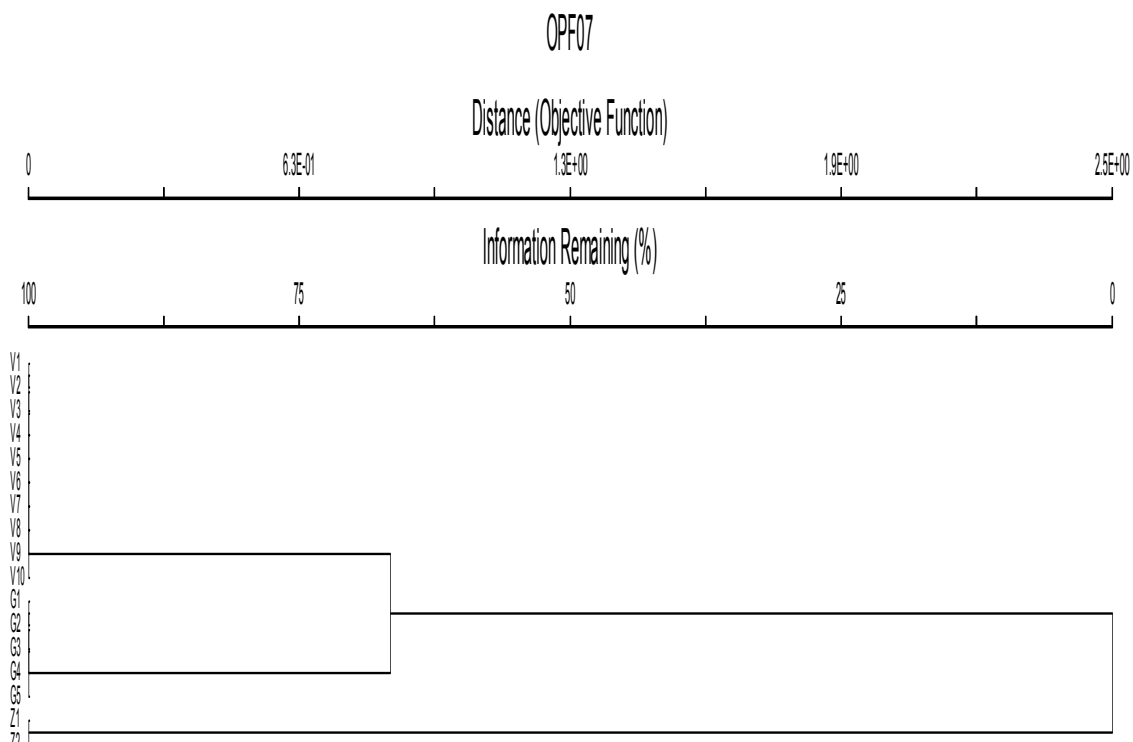 OPF07
Distance (Objective Function)
0 6.3E-01 1.3E+00 1.9E+00 2.5E+00
Information Remaining (%)
100 75 50 25 0
V1
V2
V3
V4
V5
V6
V7
V8
V9
V10
G1
G2
G3
G4
G5
Z1
Z2